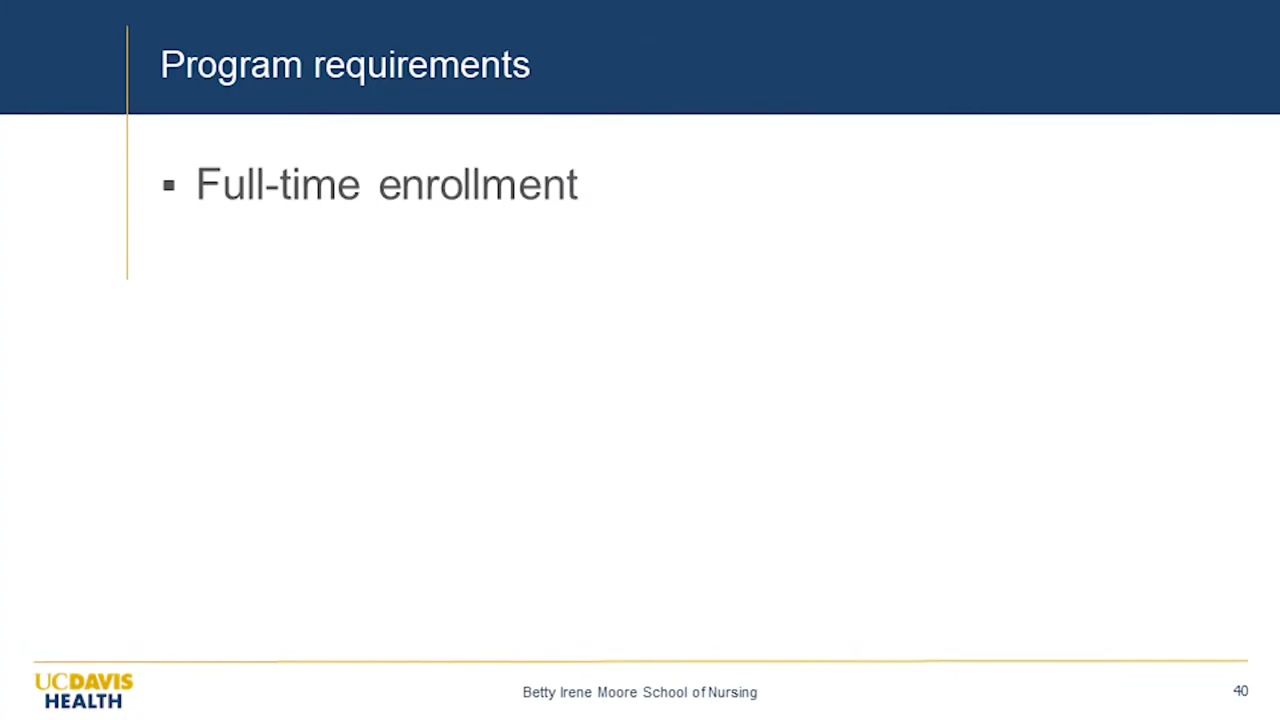 Program requirements
▪ Full-time enrollment
UCDAVIS
HEALTH
Betty Irene Moore School of Nursing
40